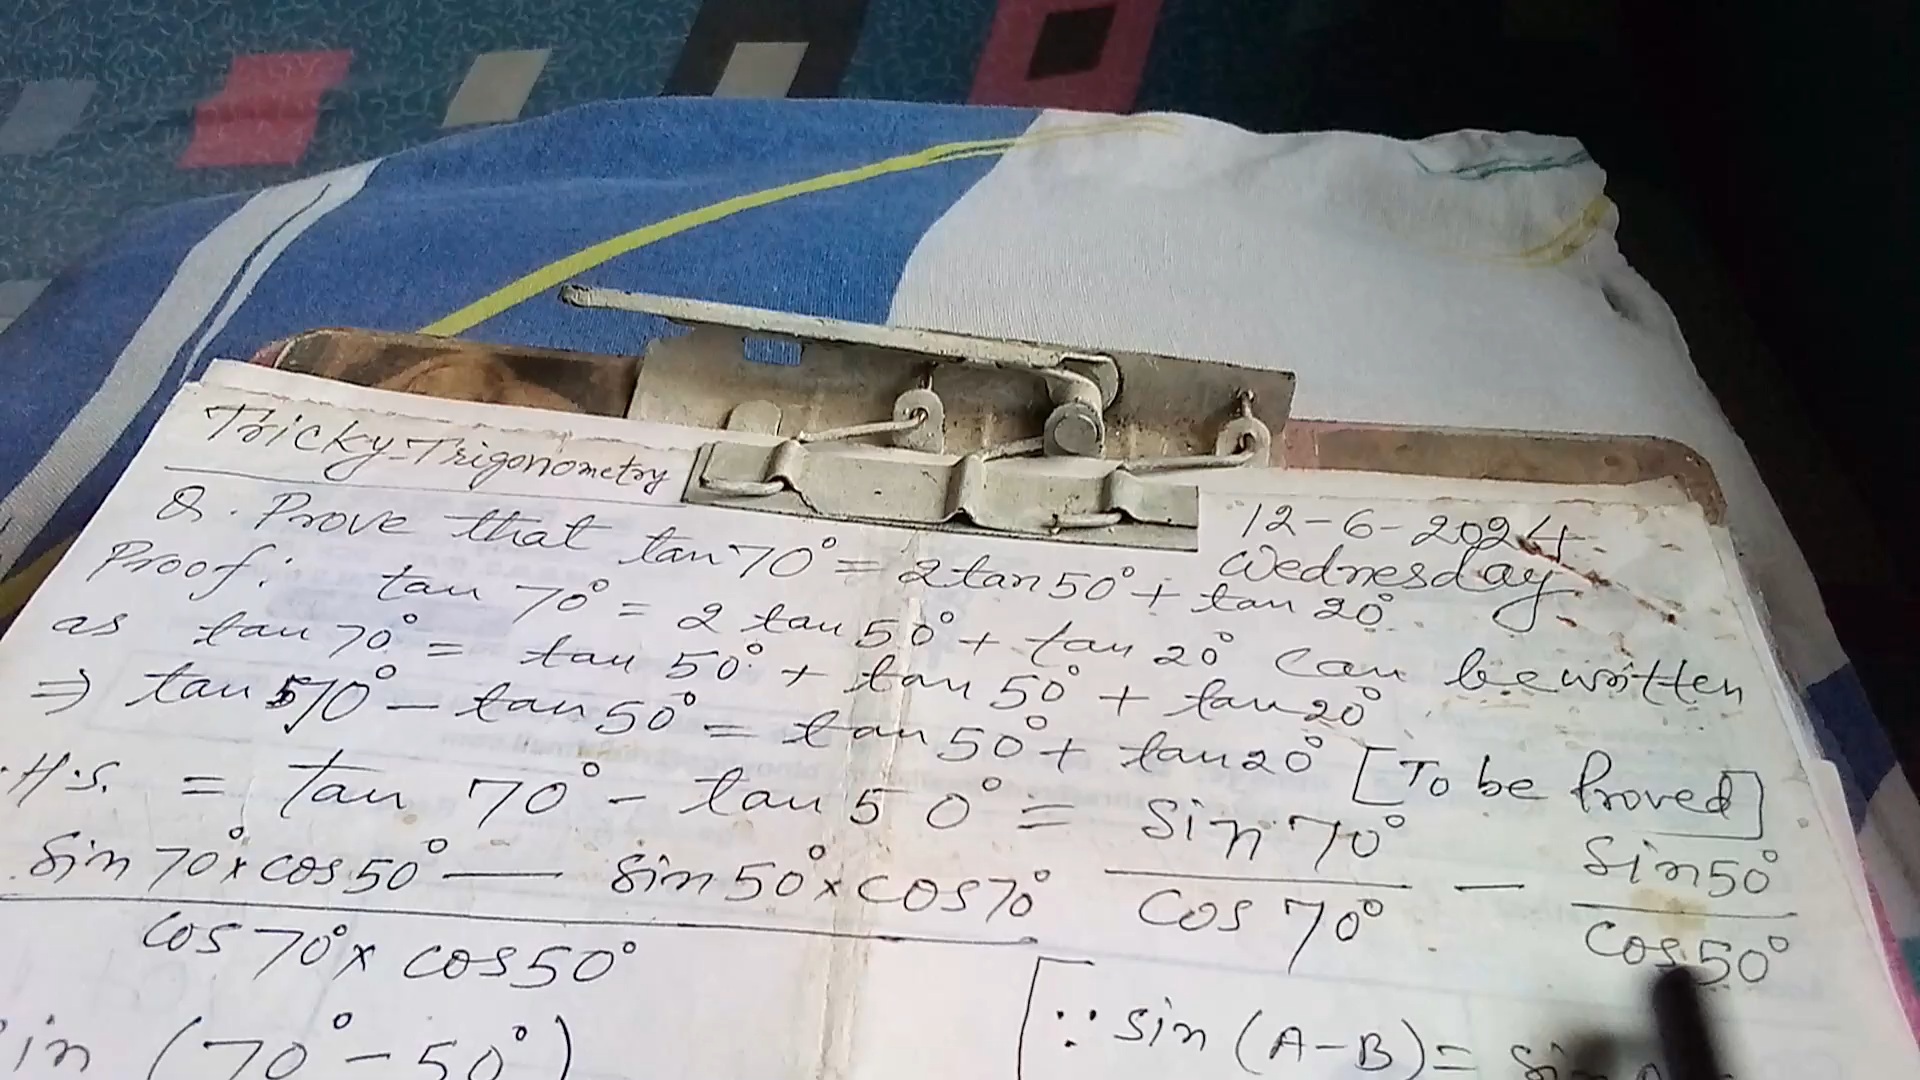 Tricky-Trigonometry
12-6-2024
Wednesday
Q. Prove that tan 70° = 2 tan 50° + tan 20°
Proof: tan 70° = 2 tan 50° + tan 20° can be written
as tan 70° = tan 50° + tan 50° + tan 20°
⇒ tan 70° - tan 50° = tan 50° + tan 20° [To be Proved]
.H.S. = tan 70° - tan 50° = sin 70° / cos 70° - sin 50° / cos 50°
sin 70° × cos 50° - sin 50° × cos 70°
cos 70° × cos 50°
in (70° - 50°)
[∵ sin (A-B) =